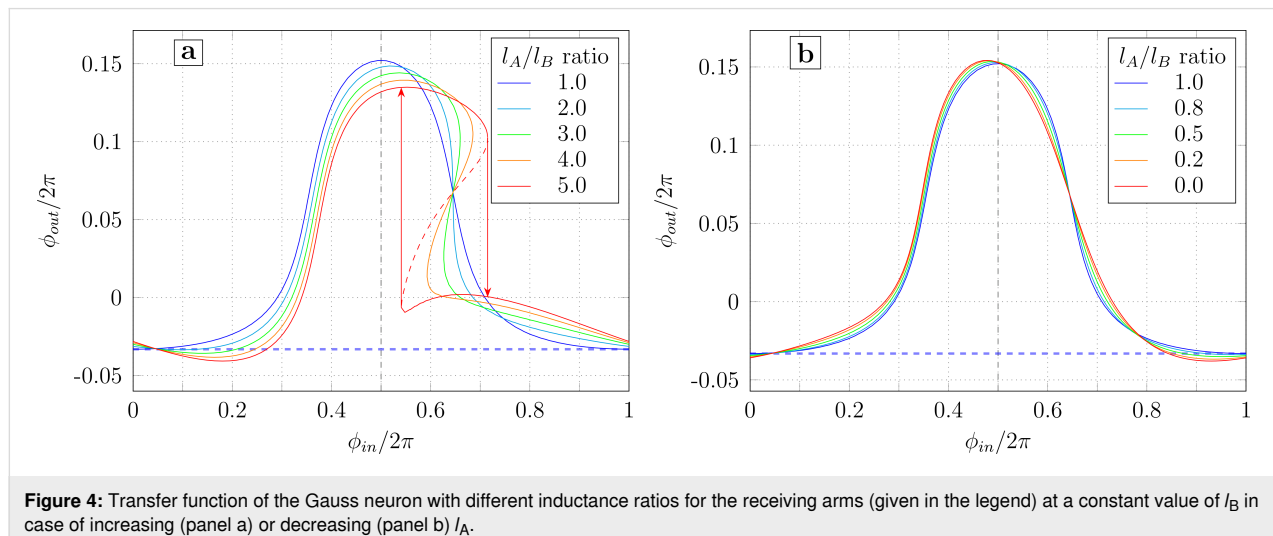 a
l_A/l_B ratio
1.0
2.0
3.0
4.0
5.0
0.15
0.1
0.05
0
-0.05
ϕ_out/2π
0 0.2 0.4 0.6 0.8 1
ϕ_in/2π
b
l_A/l_B ratio
1.0
0.8
0.5
0.2
0.0
0.15
0.1
0.05
0
-0.05
ϕ_out/2π
0 0.2 0.4 0.6 0.8 1
ϕ_in/2π
Figure 4: Transfer function of the Gauss neuron with different inductance ratios for the receiving arms (given in the legend) at a constant value of l_B in
case of increasing (panel a) or decreasing (panel b) l_A.